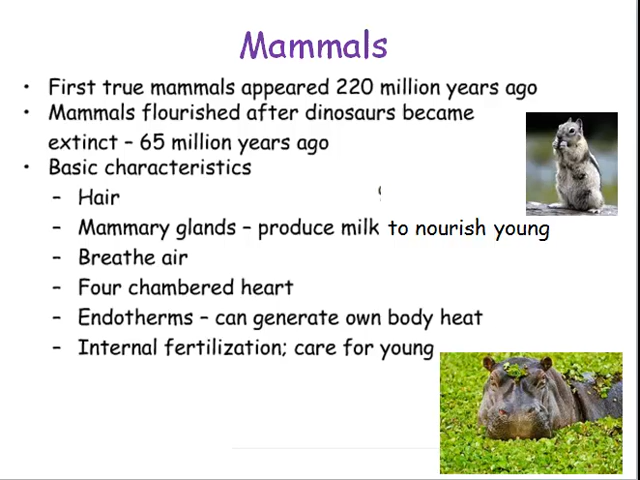 Mammals
• First true mammals appeared 220 million years ago
• Mammals flourished after dinosaurs became
extinct – 65 million years ago
• Basic characteristics
– Hair
– Mammary glands – produce milk to nourish young
– Breathe air
– Four chambered heart
– Endotherms – can generate own body heat
– Internal fertilization; care for young